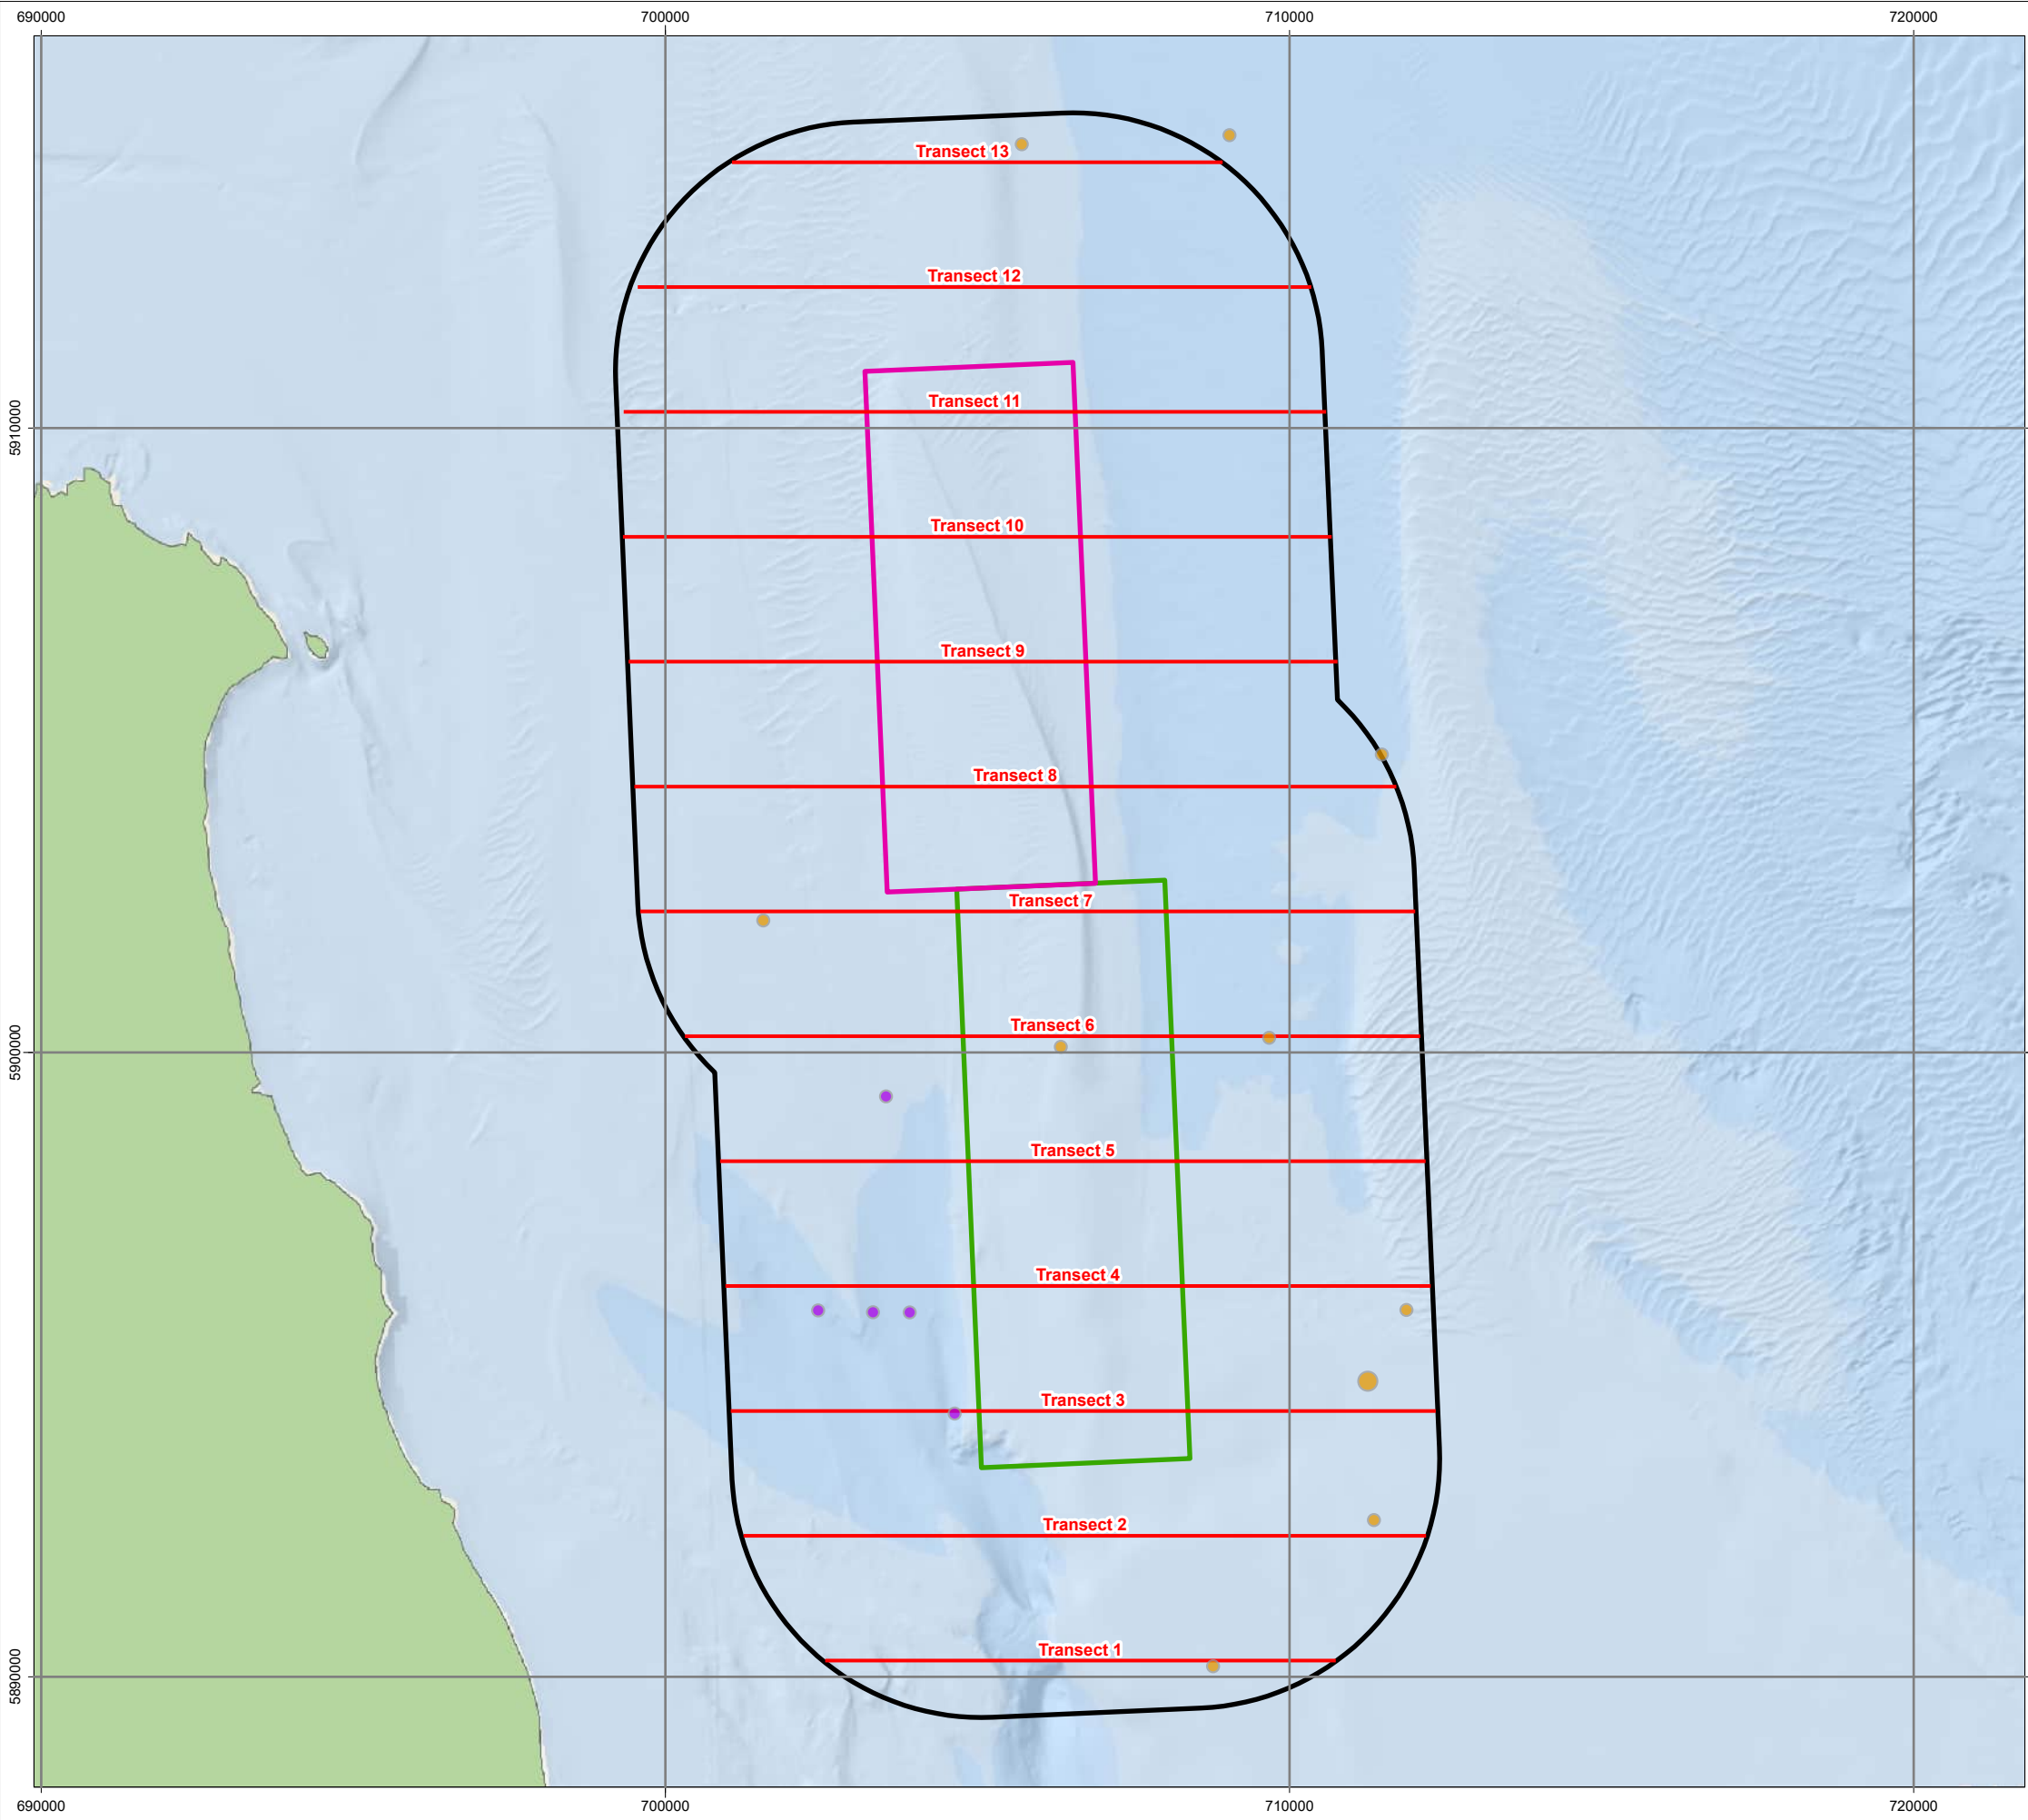 690000 700000 710000 720000
Transect 13
Transect 12
Transect 11
5910000
Transect 10
Transect 9
Transect 8
Transect 7
Transect 6
5900000
Transect 5
Transect 4
Transect 3
Transect 2
Transect 1
5890000
690000 700000 710000 720000